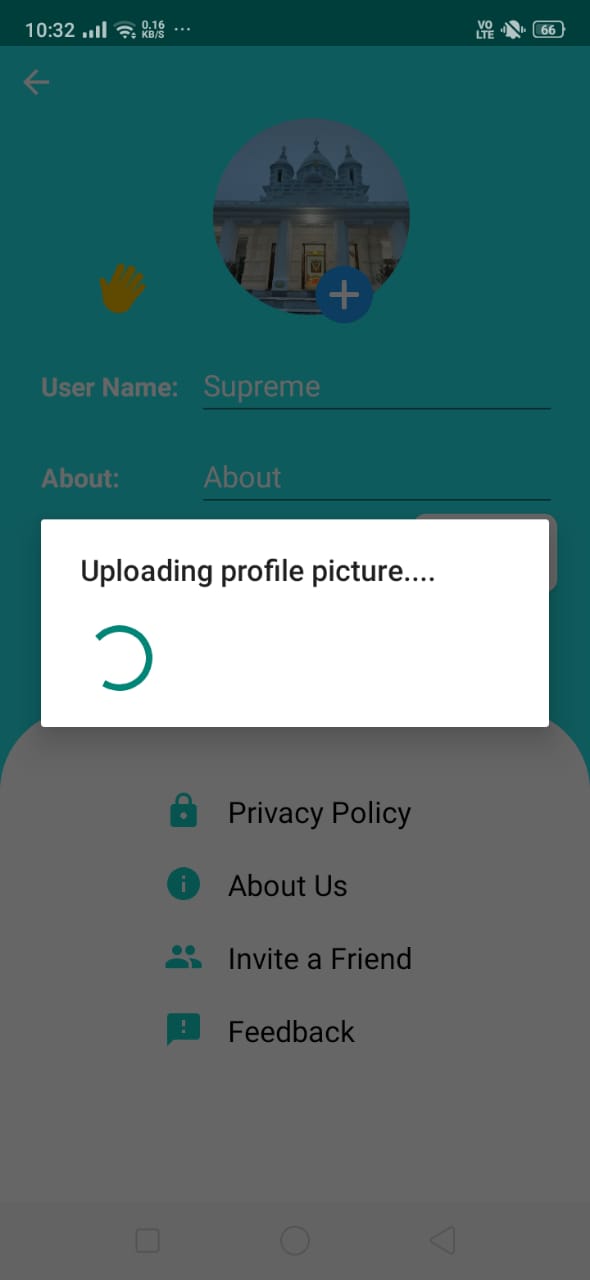 10:32 0.16 KB/S ... VO LTE 66
User Name: Supreme
About: About
Uploading profile picture....
Privacy Policy
About Us
Invite a Friend
Feedback